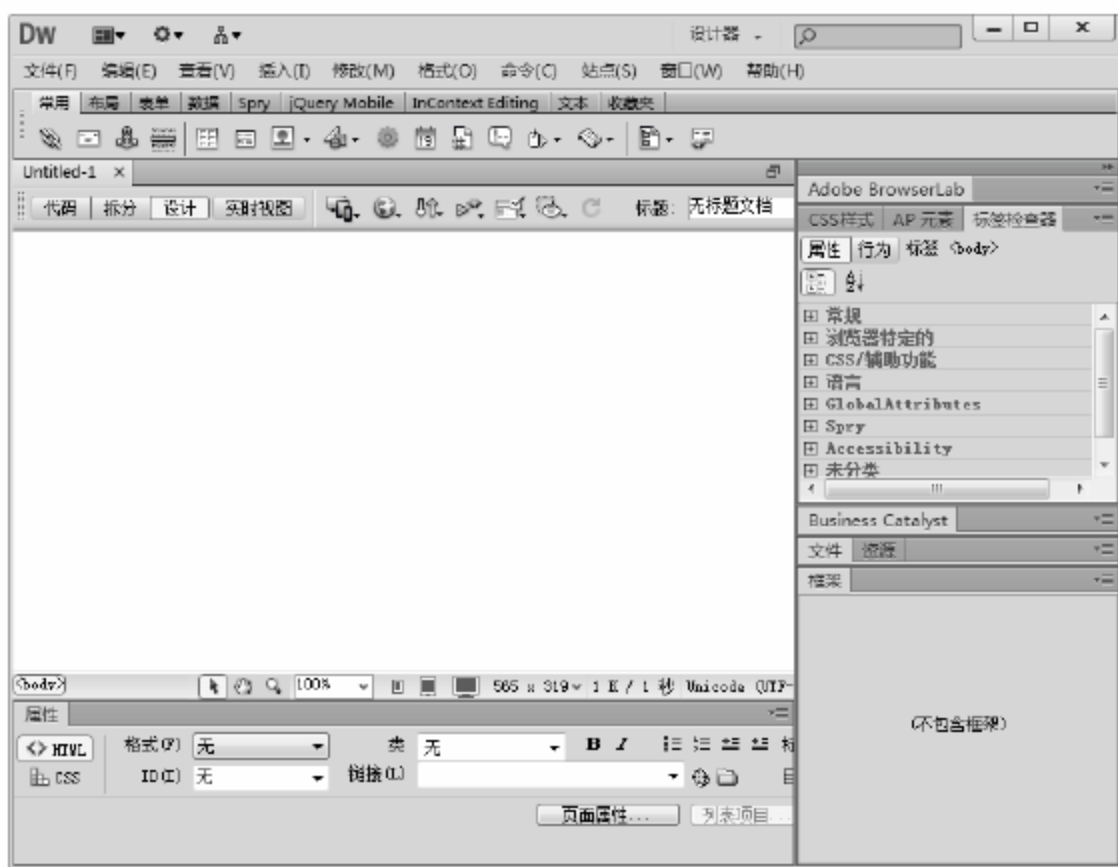 Dw 设计器
文件(F) 编辑(E) 查看(V) 插入(I) 修改(M) 格式(O) 命令(C) 站点(S) 窗口(W) 帮助(H)
常用 布局 表单 数据 Spry jQuery Mobile InContext Editing 文本 收藏夹
Untitled-1 ×
代码 拆分 设计 实时视图 标题: 无标题文档
Adobe BrowserLab
CSS样式 AP 元素 标签检查器
属性 行为 标签 <body>
常规
浏览器特定的
CSS/辅助功能
语言
GlobalAttributes
Spry
Accessibility
未分类
Business Catalyst
文件 资源
框架
(不包含框架)
<body> 100% 565 x 319 1 K / 1 秒 Unicode (UTF-
属性
<> HTML 格式(F) 无 类 无 B I 标
CSS ID(I) 无 链接(L) 目
页面属性... 列表项目...